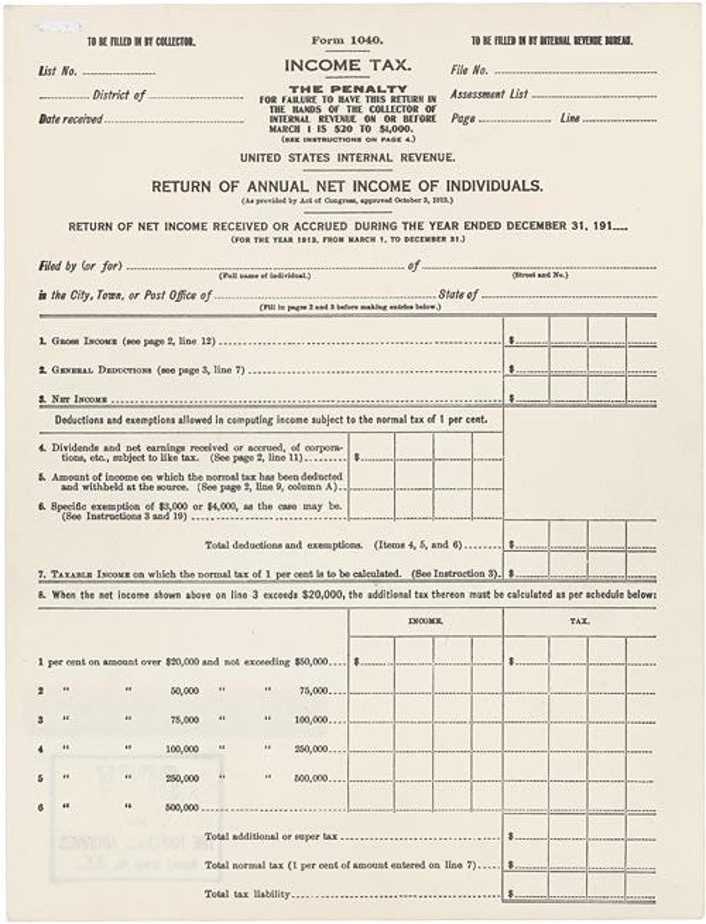 TO BE FILLED IN BY COLLECTOR.
List No.
District of
Date received
Form 1040.
INCOME TAX.
THE PENALTY
FOR FAILURE TO HAVE THIS RETURN IN
THE HANDS OF THE COLLECTOR OF
INTERNAL REVENUE ON OR BEFORE
MARCH 1 IS $20 TO $1,000.
(SEE INSTRUCTIONS ON PAGE 4.)
TO BE FILLED IN BY INTERNAL REVENUE BUREAU.
File No.
Assessment List
Page Line
UNITED STATES INTERNAL REVENUE.
RETURN OF ANNUAL NET INCOME OF INDIVIDUALS.
(As provided by Act of Congress, approved October 3, 1913.)
RETURN OF NET INCOME RECEIVED OR ACCRUED DURING THE YEAR ENDED DECEMBER 31, 191
(FOR THE YEAR 1913, FROM MARCH 1, TO DECEMBER 31.)
Filed by (or for) of
(Full name of individual.) (Street and No.)
in the City, Town, or Post Office of State of
(Fill in pages 2 and 3 before making entries below.)
1. GROSS INCOME (see page 2, line 12) $
2. GENERAL DEDUCTIONS (see page 3, line 7) $
3. NET INCOME $
Deductions and exemptions allowed in computing income subject to the normal tax of 1 per cent.
4. Dividends and net earnings received or accrued, of corpora-
tions, etc., subject to like tax. (See page 2, line 11) $
5. Amount of income on which the normal tax has been deducted
and withheld at the source. (See page 2, line 9, column A)
6. Specific exemption of $3,000 or $4,000, as the case may be.
(See Instructions 3 and 19)
Total deductions and exemptions. (Items 4, 5, and 6) $
7. TAXABLE INCOME on which the normal tax of 1 per cent is to be calculated. (See Instruction 3). $
8. When the net income shown above on line 3 exceeds $20,000, the additional tax thereon must be calculated as per schedule below:
INCOME. TAX.
1 per cent on amount over $20,000 and not exceeding $50,000 $ $
2 " " 50,000 " " 75,000
3 " " 75,000 " " 100,000
4 " " 100,000 " " 250,000
5 " " 250,000 " " 500,000
6 " " 500,000
Total additional or super tax $
Total normal tax (1 per cent of amount entered on line 7) $
Total tax liability $